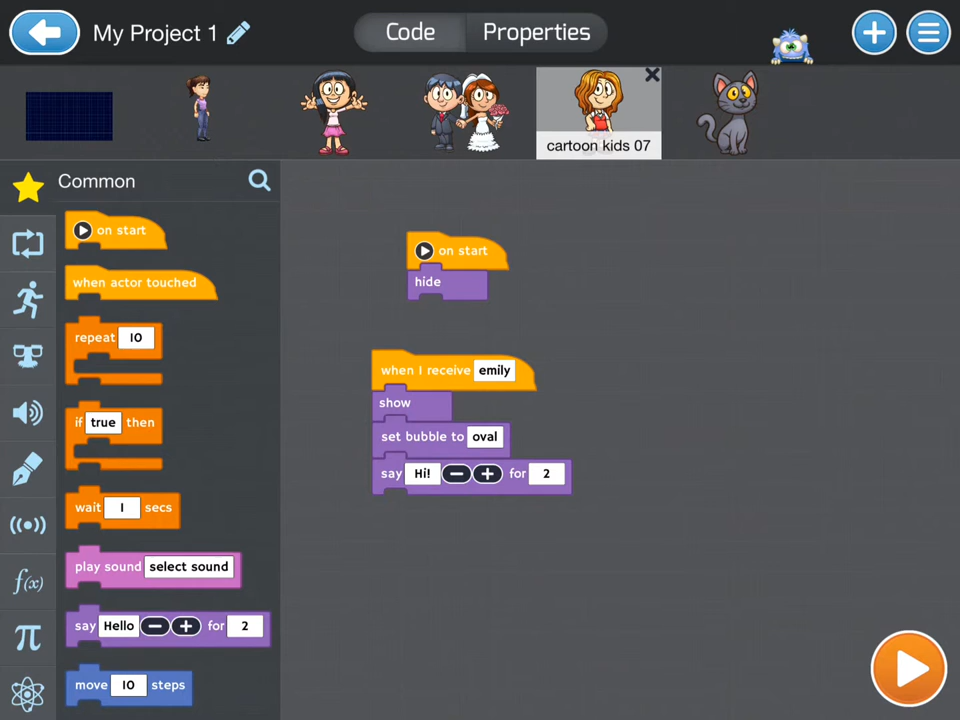 My Project 1
Code
Properties
cartoon kids 07
Common
on start
when actor touched
repeat 10
if true then
wait 1 secs
play sound select sound
say Hello for 2
move 10 steps
on start
hide
when I receive emily
show
set bubble to oval
say Hi! for 2
f(x)
π